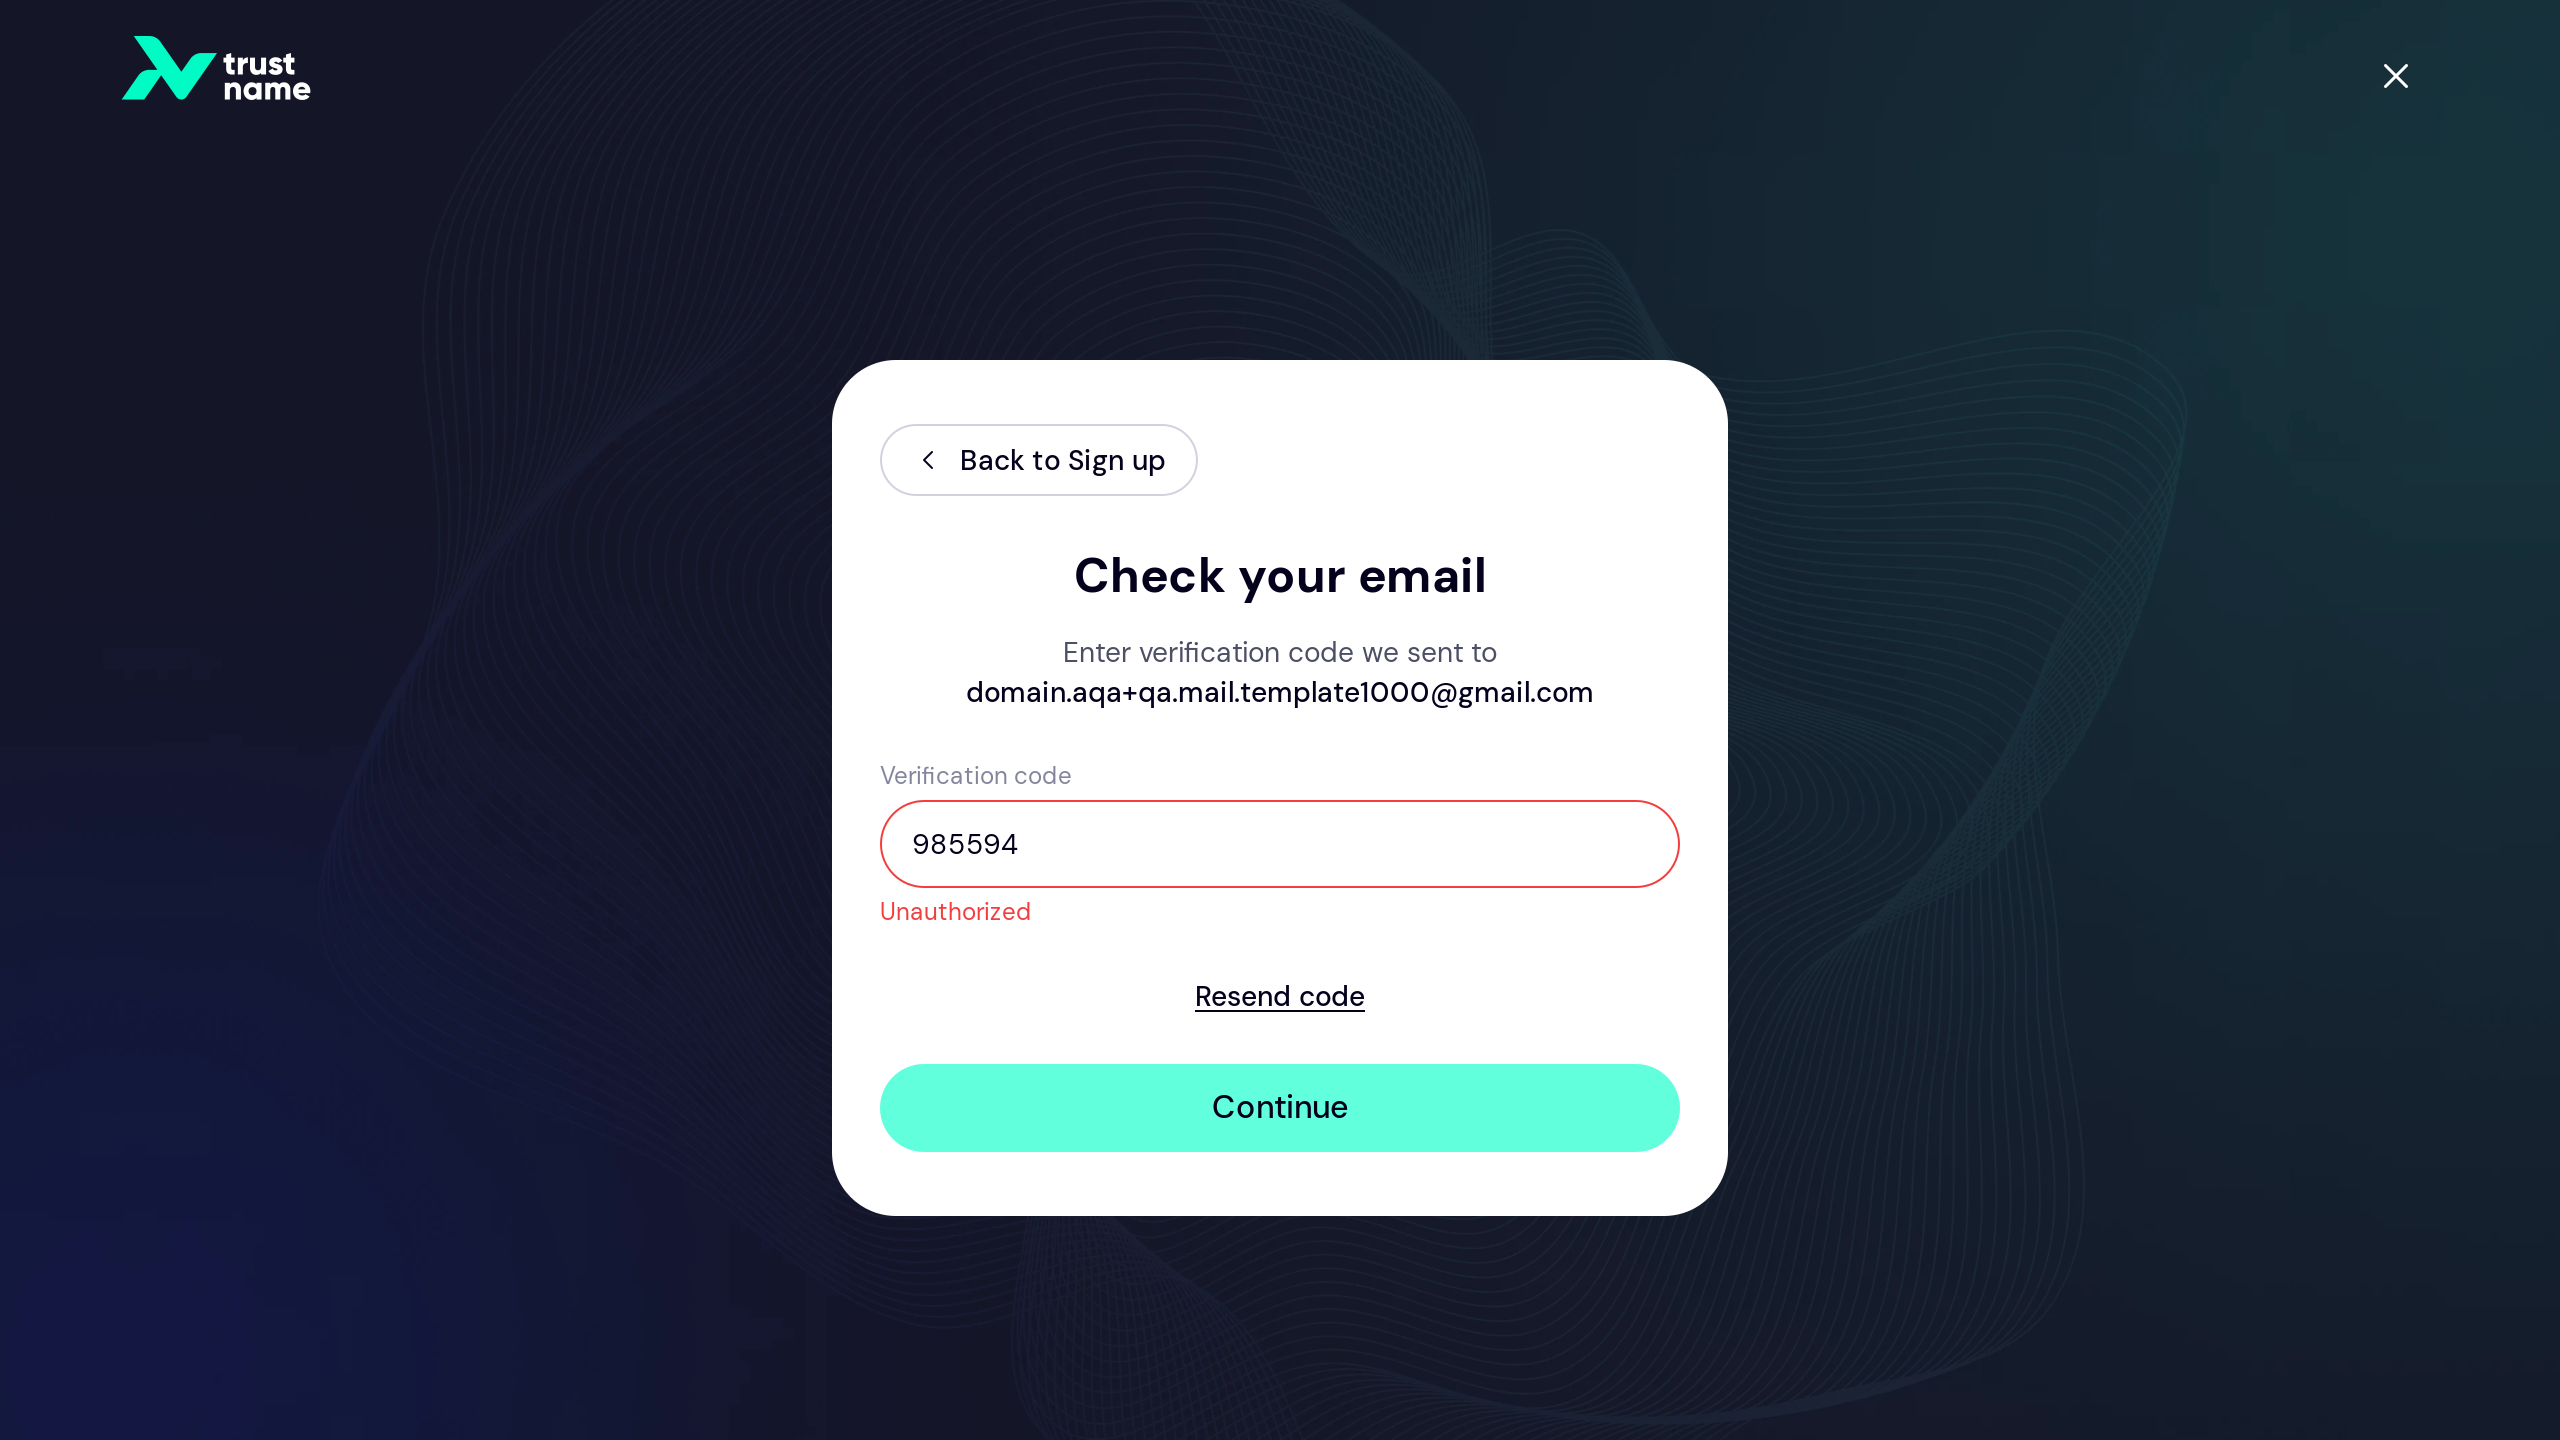 trust
name
Back to Sign up
Check your email
Enter verification code we sent to
domain.aqa+qa.mail.template1000@gmail.com
Verification code
985594
Unauthorized
Resend code
Continue